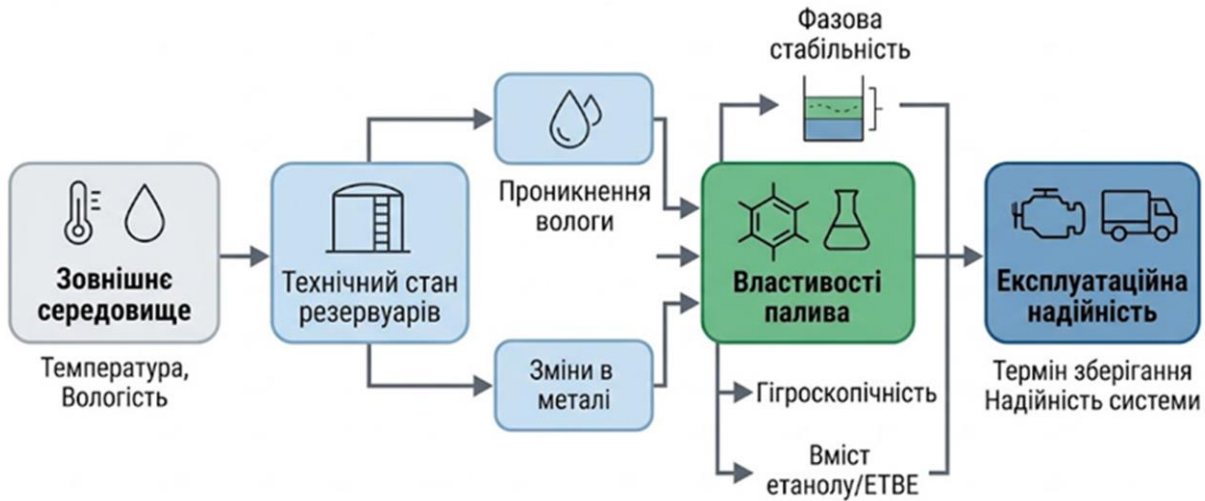 Фазова
стабільність
Проникнення
вологи
Зовнішнє
середовище
Температура,
Вологість
Технічний стан
резервуарів
Зміни в
металі
Властивості
палива
Гігроскопічність
Вміст
етанолу/ЕТВЕ
Експлуатаційна
надійність
Термін зберігання
Надійність системи